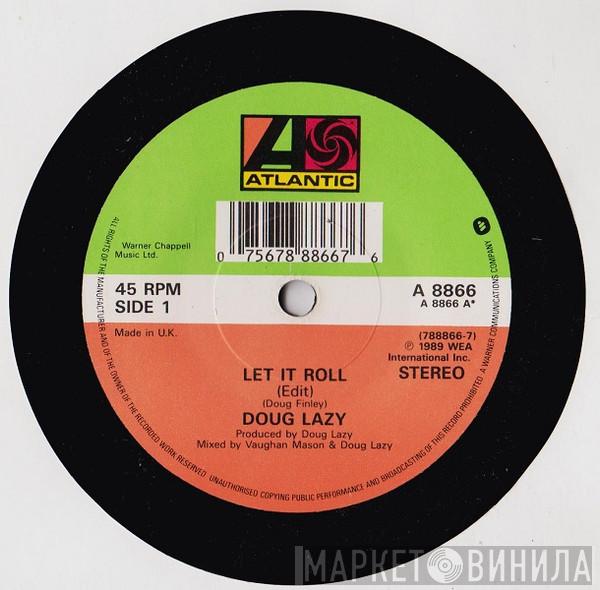 ATLANTIC
0 75678 88667 6
Warner Chappell
Music Ltd.
45 RPM
SIDE 1
A 8866
A 8866 A*
Made in U.K.
(788866-7)
℗ 1989 WEA
International Inc.
STEREO
LET IT ROLL
(Edit)
(Doug Finley)
DOUG LAZY
Produced by Doug Lazy
Mixed by Vaughan Mason & Doug Lazy
ALL RIGHTS OF THE MANUFACTURER AND OF THE OWNER OF THE RECORDED WORK RESERVED UNAUTHORISED COPYING PUBLIC PERFORMANCE AND BROADCASTING OF THIS RECORD PROHIBITED A WARNER COMMUNICATIONS COMPANY
МАРКЕТ ВИНИЛА